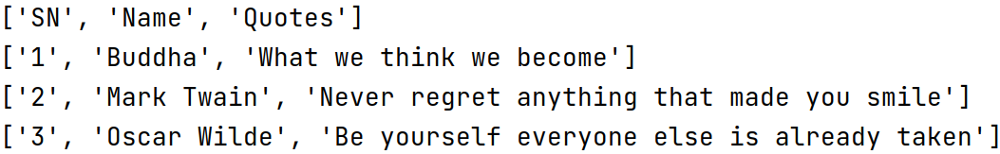 ['SN', 'Name', 'Quotes']
['1', 'Buddha', 'What we think we become']
['2', 'Mark Twain', 'Never regret anything that made you smile']
['3', 'Oscar Wilde', 'Be yourself everyone else is already taken']